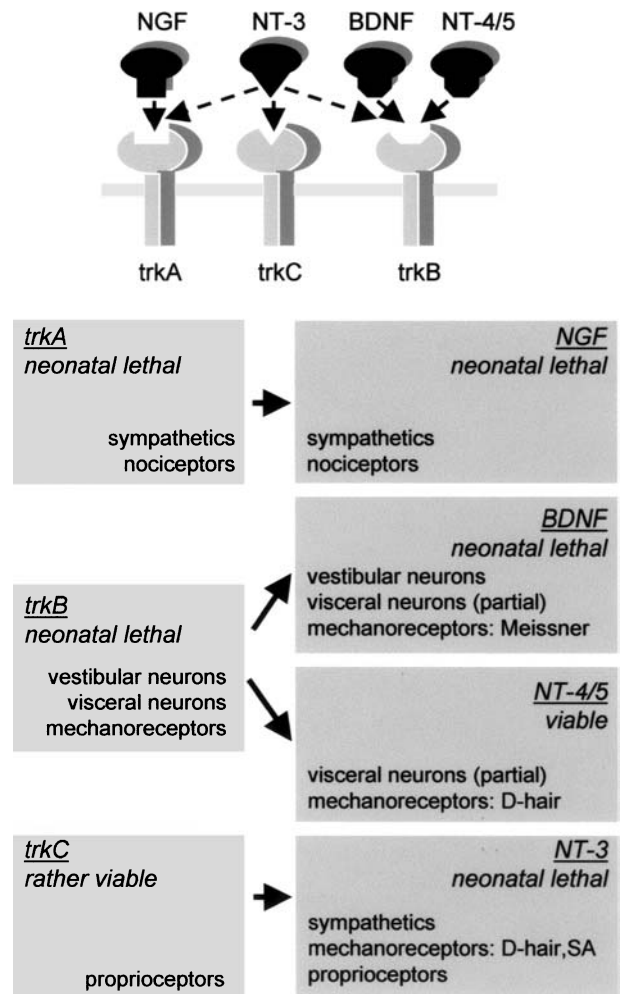 NGF NT-3 BDNF NT-4/5
trkA trkC trkB
trkA
neonatal lethal
sympathetics
nociceptors
NGF
neonatal lethal
sympathetics
nociceptors
trkB
neonatal lethal
vestibular neurons
visceral neurons
mechanoreceptors
BDNF
neonatal lethal
vestibular neurons
visceral neurons (partial)
mechanoreceptors: Meissner
NT-4/5
viable
visceral neurons (partial)
mechanoreceptors: D-hair
trkC
rather viable
proprioceptors
NT-3
neonatal lethal
sympathetics
mechanoreceptors: D-hair,SA
proprioceptors